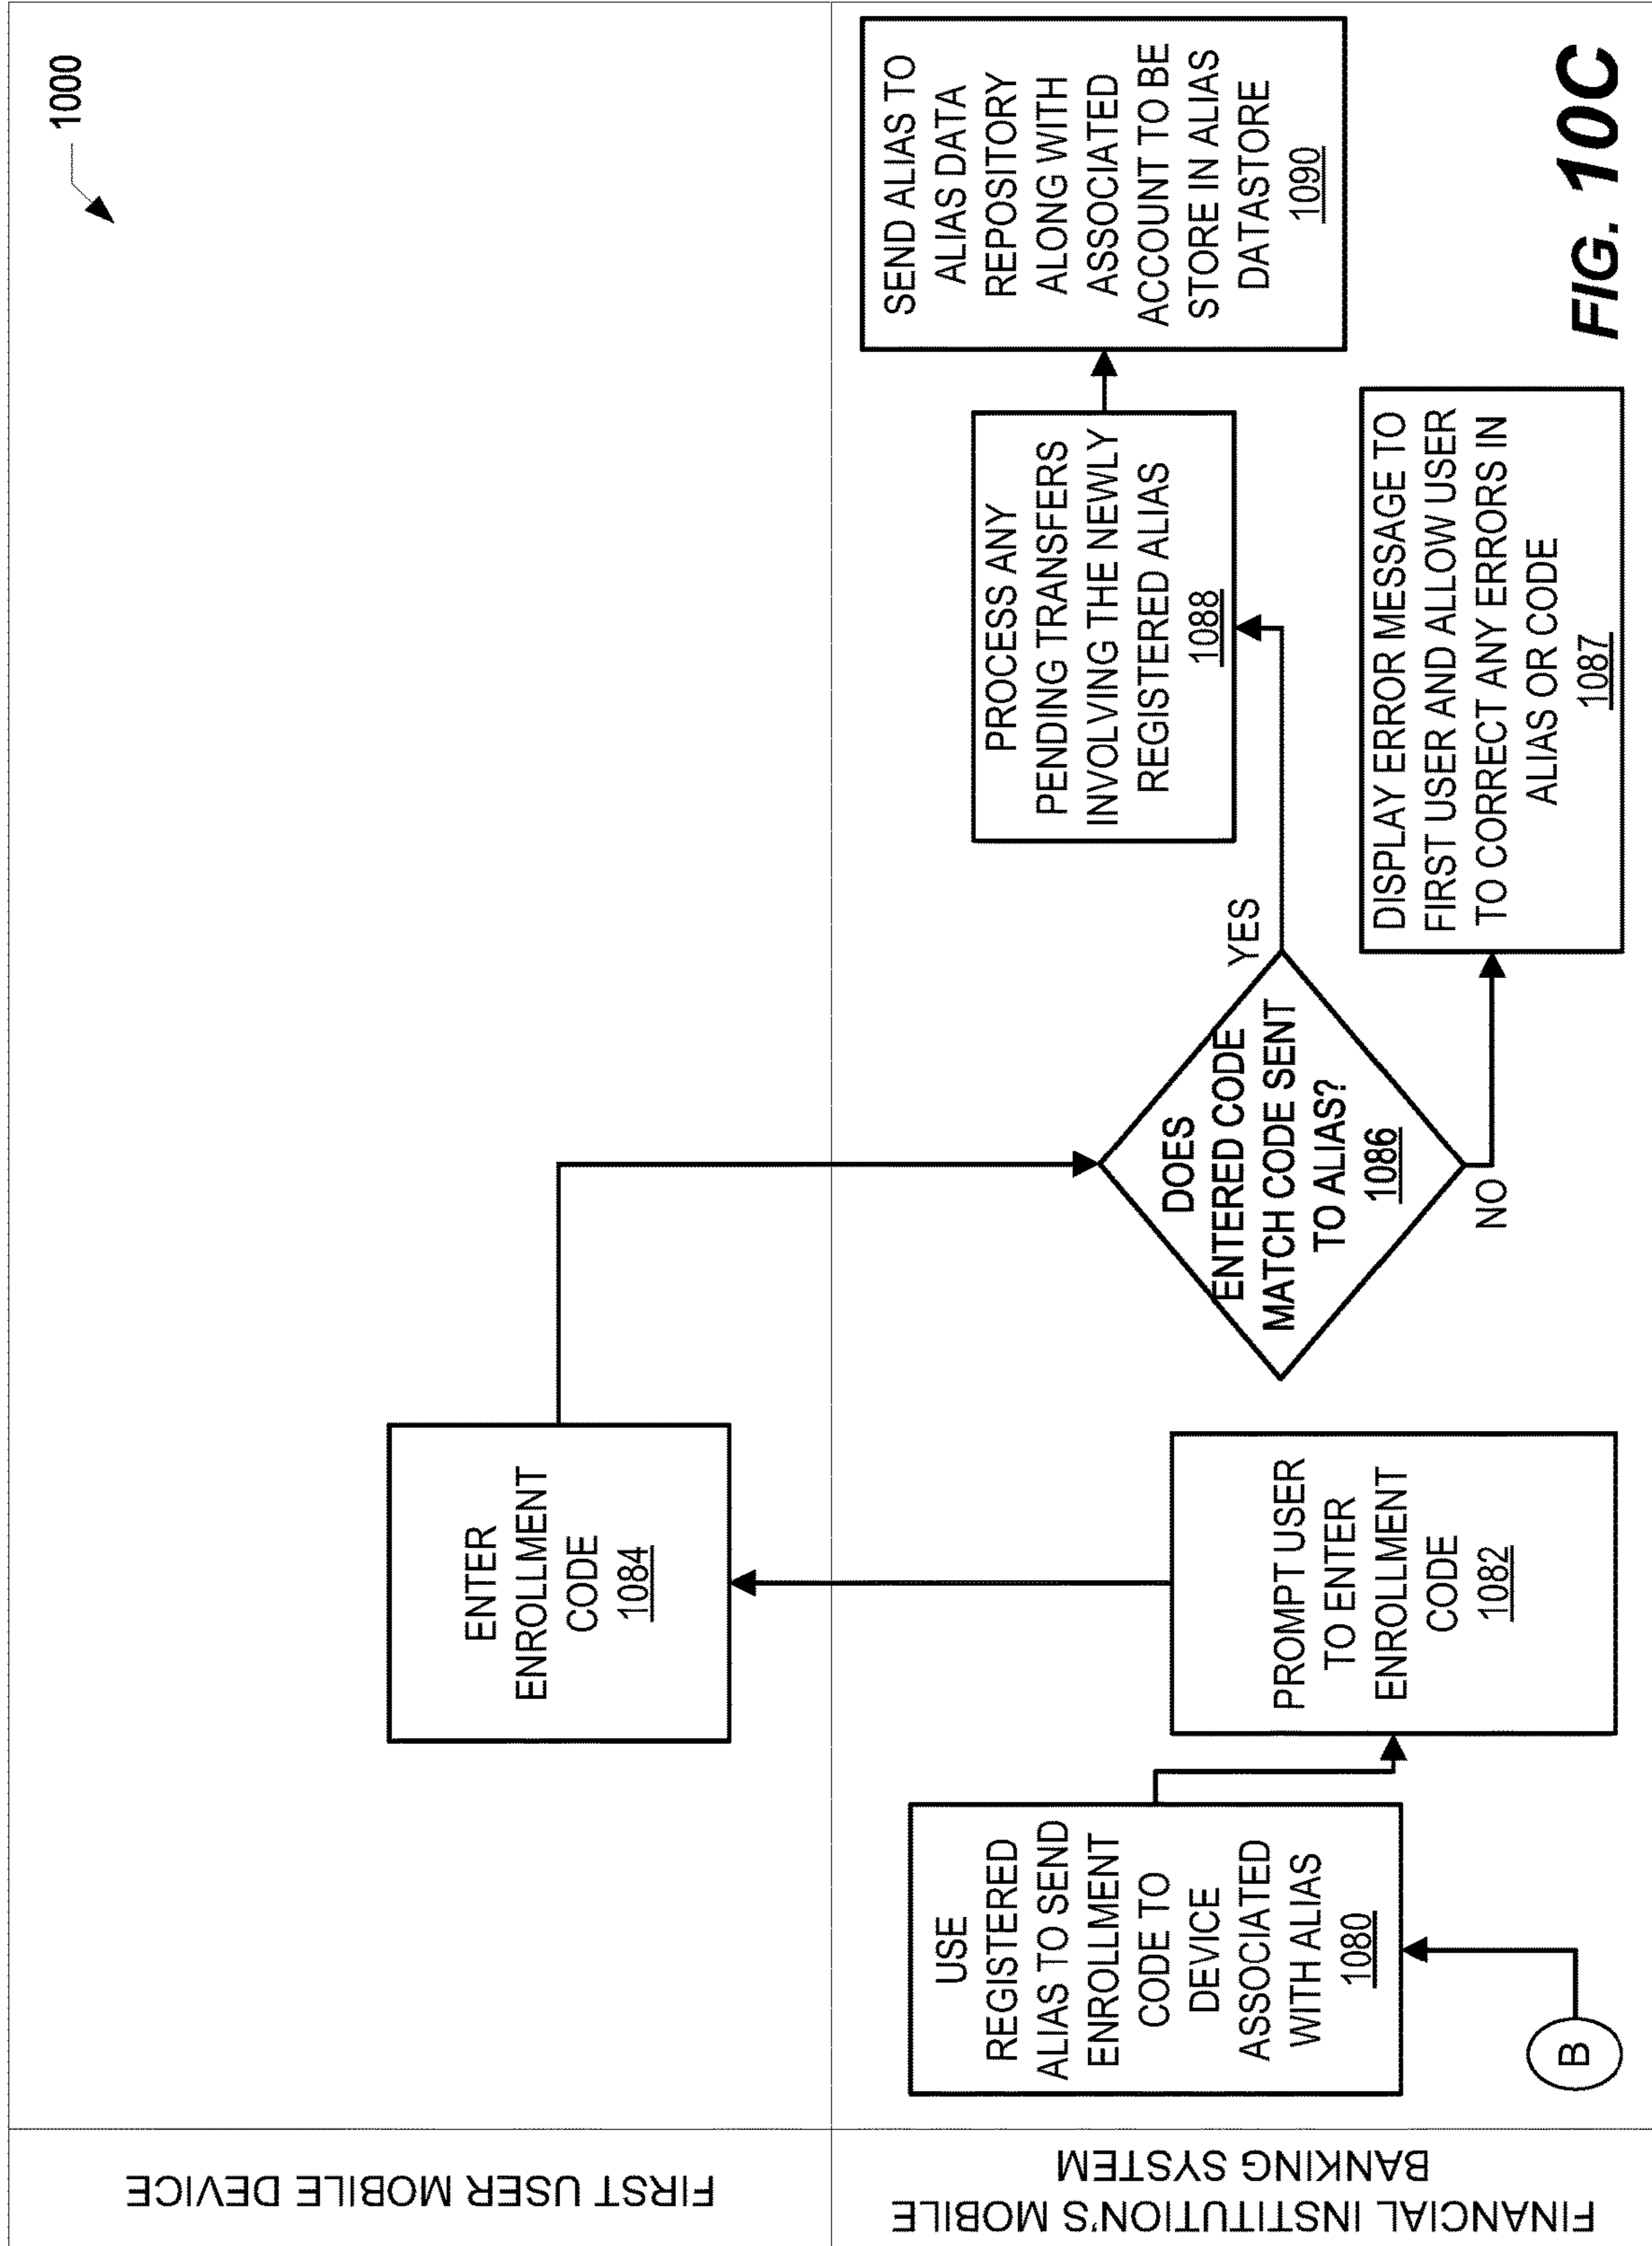 1000
FIRST USER MOBILE DEVICE
ENTER
ENROLLMENT
CODE
1084
FINANCIAL INSTITUTION'S MOBILE
BANKING SYSTEM
B
USE
REGISTERED
ALIAS TO SEND
ENROLLMENT
CODE TO
DEVICE
ASSOCIATED
WITH ALIAS
1080
PROMPT USER
TO ENTER
ENROLLMENT
CODE
1082
DOES
ENTERED CODE
MATCH CODE SENT
TO ALIAS?
1086
YES
NO
PROCESS ANY
PENDING TRANSFERS
INVOLVING THE NEWLY
REGISTERED ALIAS
1088
DISPLAY ERROR MESSAGE TO
FIRST USER AND ALLOW USER
TO CORRECT ANY ERRORS IN
ALIAS OR CODE
1087
SEND ALIAS TO
ALIAS DATA
REPOSITORY
ALONG WITH
ASSOCIATED
ACCOUNT TO BE
STORE IN ALIAS
DATASTORE
1090
FIG. 10C